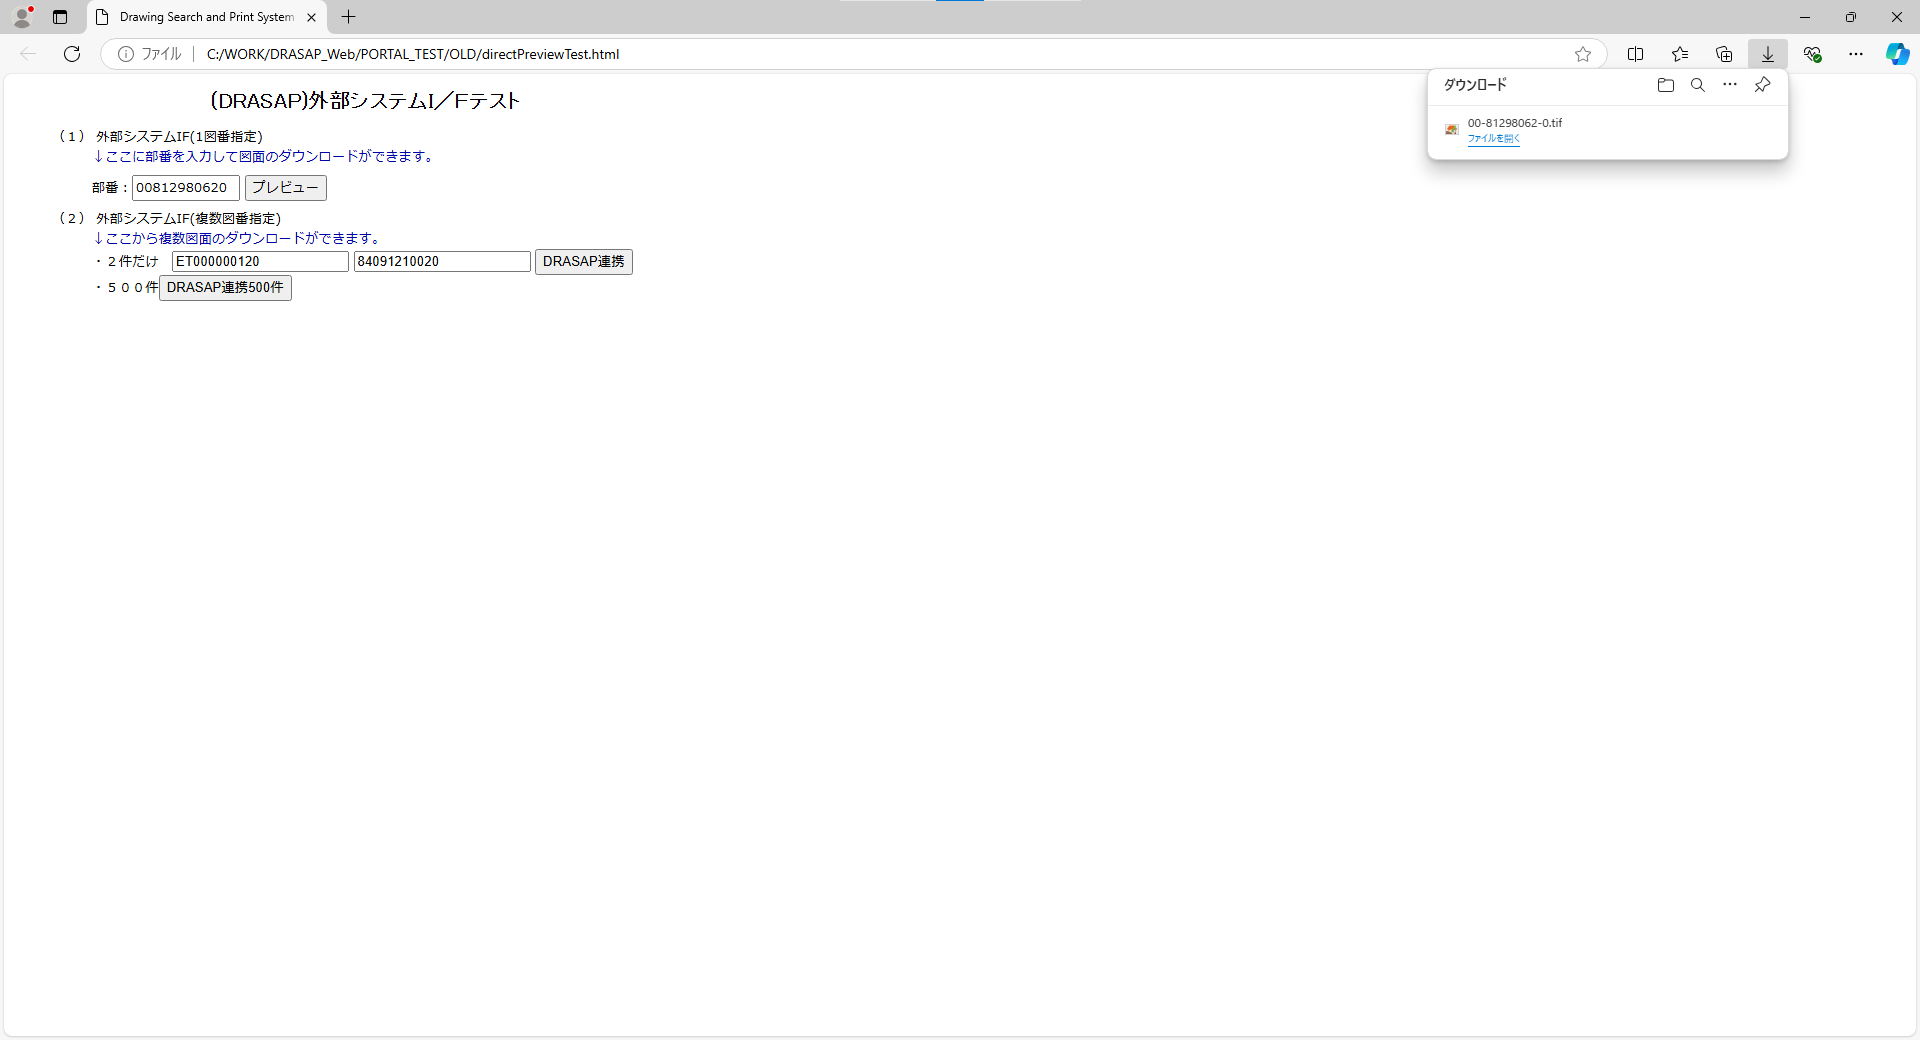 Drawing Search and Print System
ファイル
C:/WORK/DRASAP_Web/PORTAL_TEST/OLD/directPreviewTest.html
ダウンロード
00-81298062-0.tif
ファイルを開く
(DRASAP)外部システムI／Fテスト
（１） 外部システムIF(1図番指定)
↓ここに部番を入力して図面のダウンロードができます。
部番：00812980620 プレビュー
（２） 外部システムIF(複数図番指定)
↓ここから複数図面のダウンロードができます。
・２件だけ ET000000120 84091210020 DRASAP連携
・５００件 DRASAP連携500件